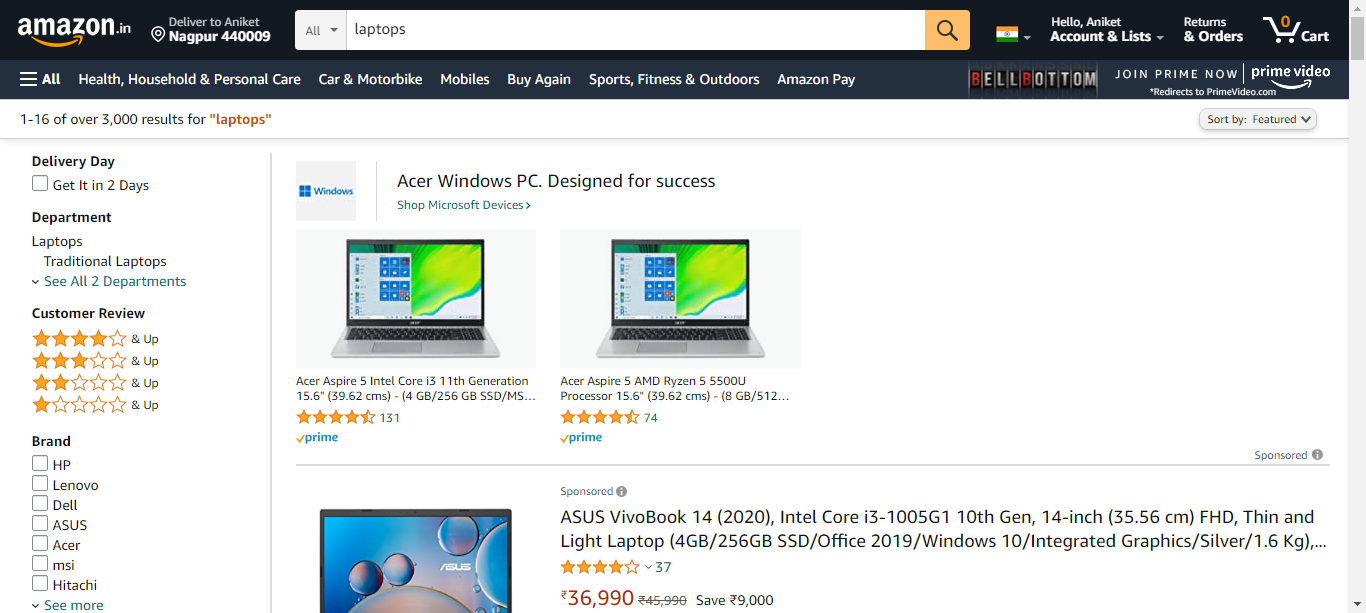 amazon.in
Deliver to Aniket
Nagpur 440009
All
laptops
Hello, Aniket
Account & Lists
Returns
& Orders
0
Cart
All
Health, Household & Personal Care
Car & Motorbike
Mobiles
Buy Again
Sports, Fitness & Outdoors
Amazon Pay
BELLBOTTOM
JOIN PRIME NOW
prime video
*Redirects to PrimeVideo.com
1-16 of over 3,000 results for "laptops"
Sort by: Featured
Delivery Day
Get It in 2 Days
Department
Laptops
Traditional Laptops
See All 2 Departments
Customer Review
& Up
& Up
& Up
& Up
Brand
HP
Lenovo
Dell
ASUS
Acer
msi
Hitachi
See more
Windows
Acer Windows PC. Designed for success
Shop Microsoft Devices
Acer Aspire 5 Intel Core i3 11th Generation
15.6" (39.62 cms) - (4 GB/256 GB SSD/MS...
131
prime
Acer Aspire 5 AMD Ryzen 5 5500U
Processor 15.6" (39.62 cms) - (8 GB/512...
74
prime
Sponsored
Sponsored
ASUS VivoBook 14 (2020), Intel Core i3-1005G1 10th Gen, 14-inch (35.56 cm) FHD, Thin and
Light Laptop (4GB/256GB SSD/Office 2019/Windows 10/Integrated Graphics/Silver/1.6 Kg),...
37
₹36,990 ₹45,990 Save ₹9,000
ASUS